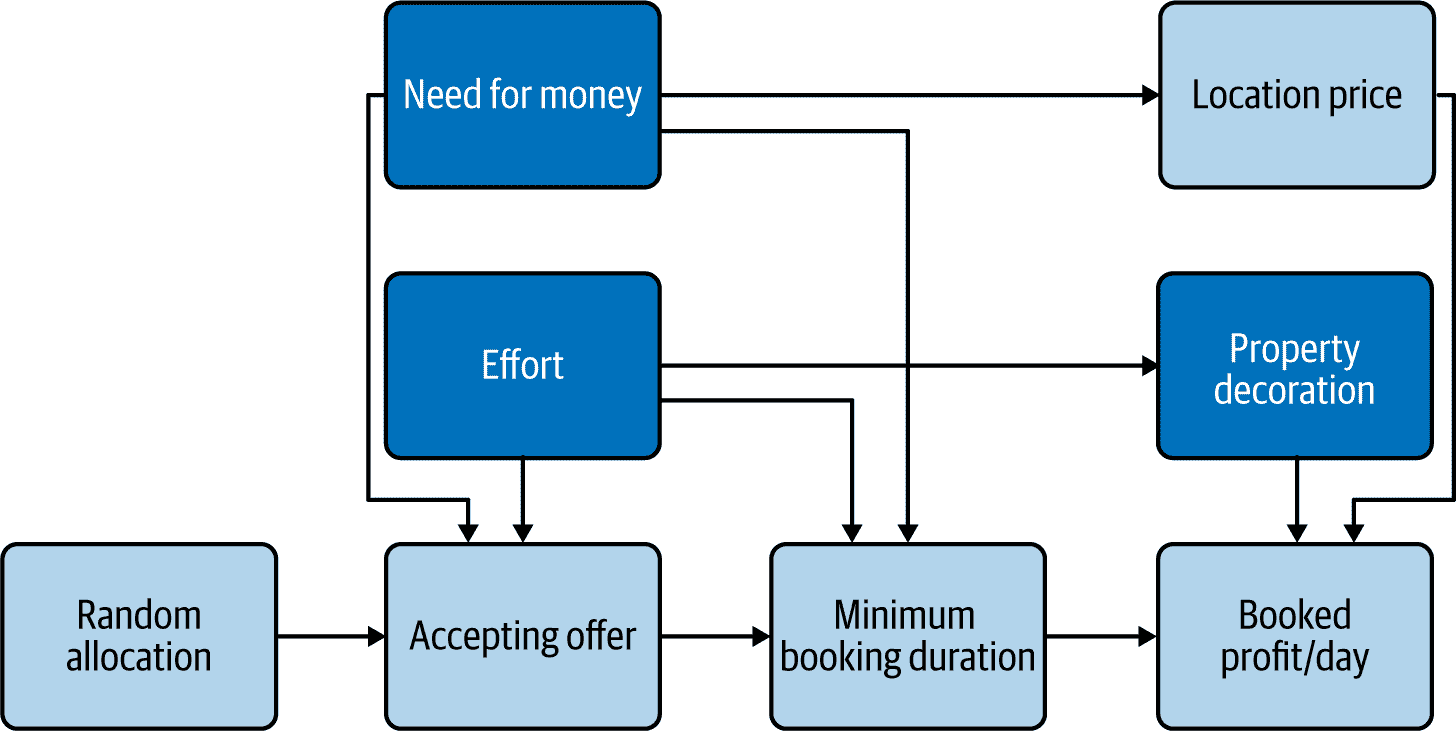 Need for money
Location price
Effort
Property
decoration
Random
allocation
Accepting offer
Minimum
booking duration
Booked
profit/day